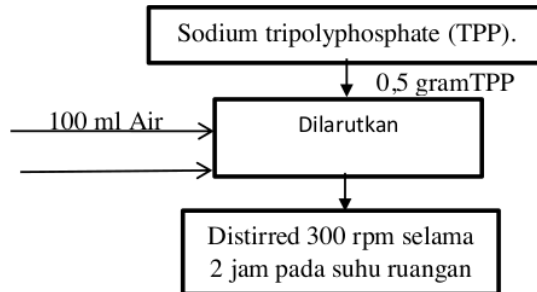 Sodium tripolyphosphate (TPP).
0,5 gramTPP
100 ml Air
Dilarutkan
Distirred 300 rpm selama
2 jam pada suhu ruangan